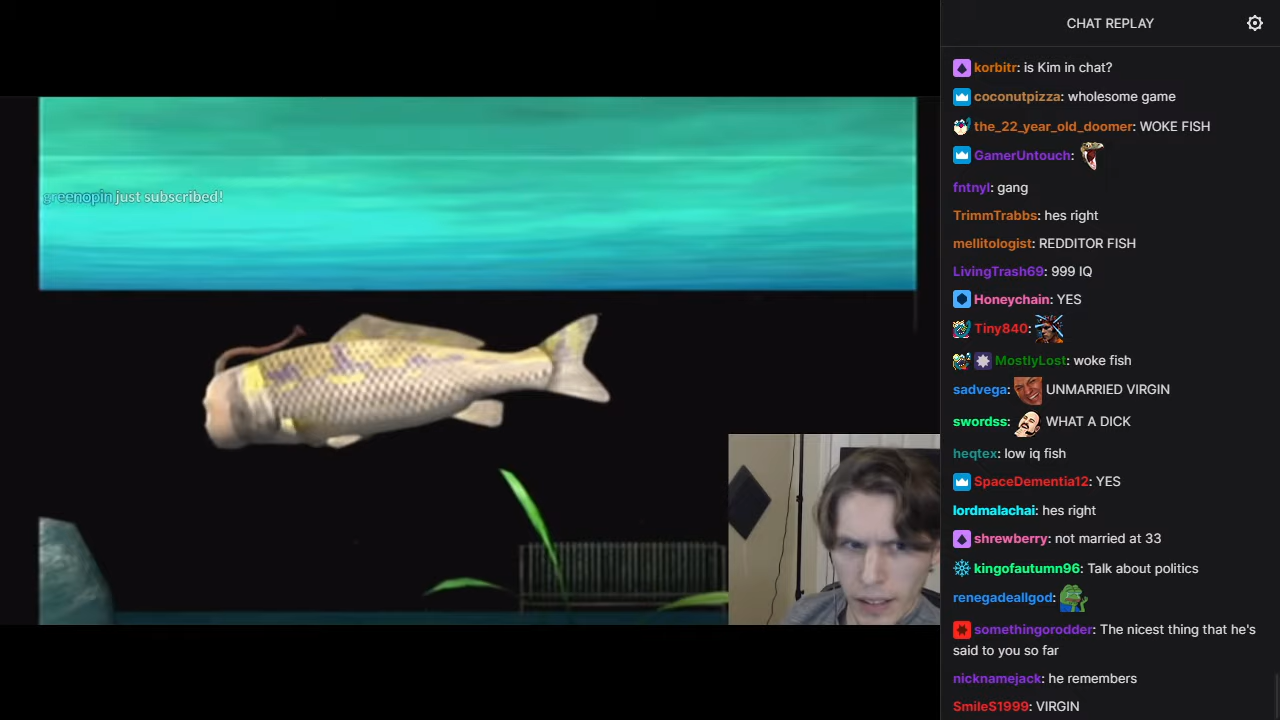 CHAT REPLAY
korbitr: is Kim in chat?
coconutpizza: wholesome game
the_22_year_old_doomer: WOKE FISH
GamerUntouch:
greenopin just subscribed!
fntnyl: gang
TrimmTrabbs: hes right
mellitologist: REDDITOR FISH
LivingTrash69: 999 IQ
Honeychain: YES
Tiny840:
MostlyLost: woke fish
sadvega: UNMARRIED VIRGIN
swordss: WHAT A DICK
heqtex: low iq fish
SpaceDementia12: YES
lordmalachai: hes right
shrewberry: not married at 33
kingofautumn96: Talk about politics
renegadeallgod:
somethingorodder: The nicest thing that he's
said to you so far
nicknamejack: he remembers
SmileS1999: VIRGIN